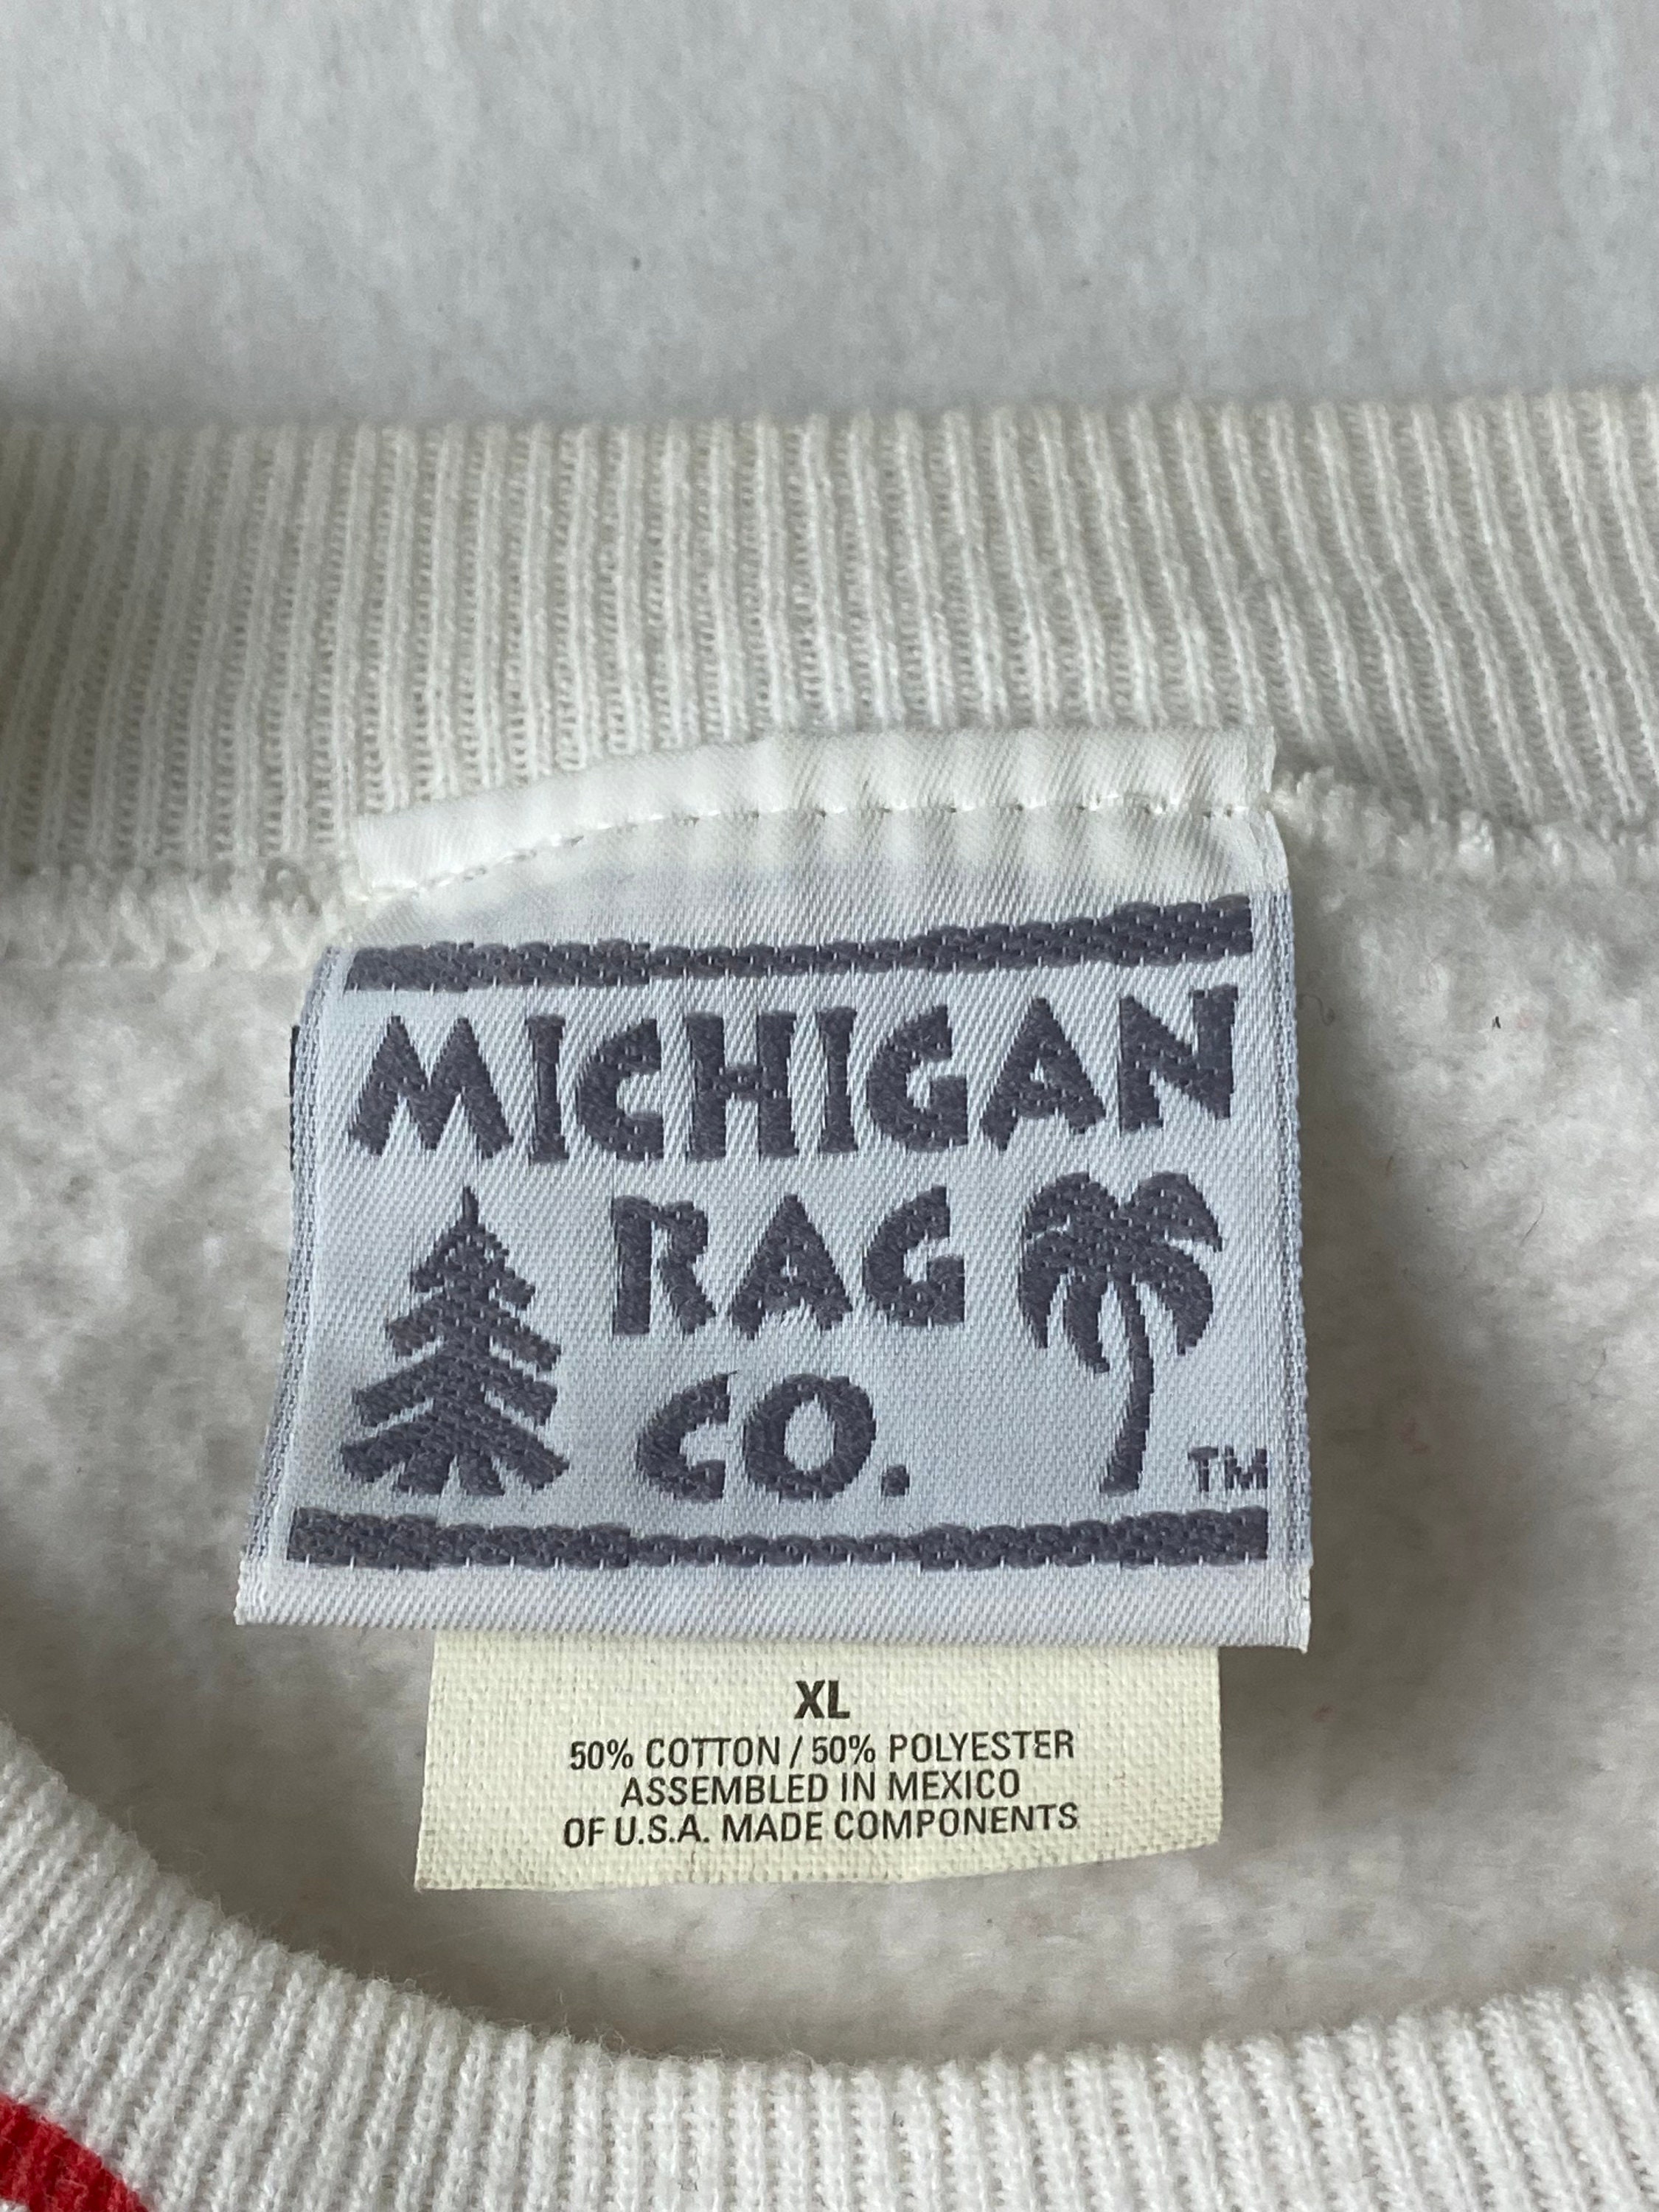 MICHIGAN
RAG
CO.
TM
XL
50% COTTON / 50% POLYESTER
ASSEMBLED IN MEXICO
OF U.S.A. MADE COMPONENTS